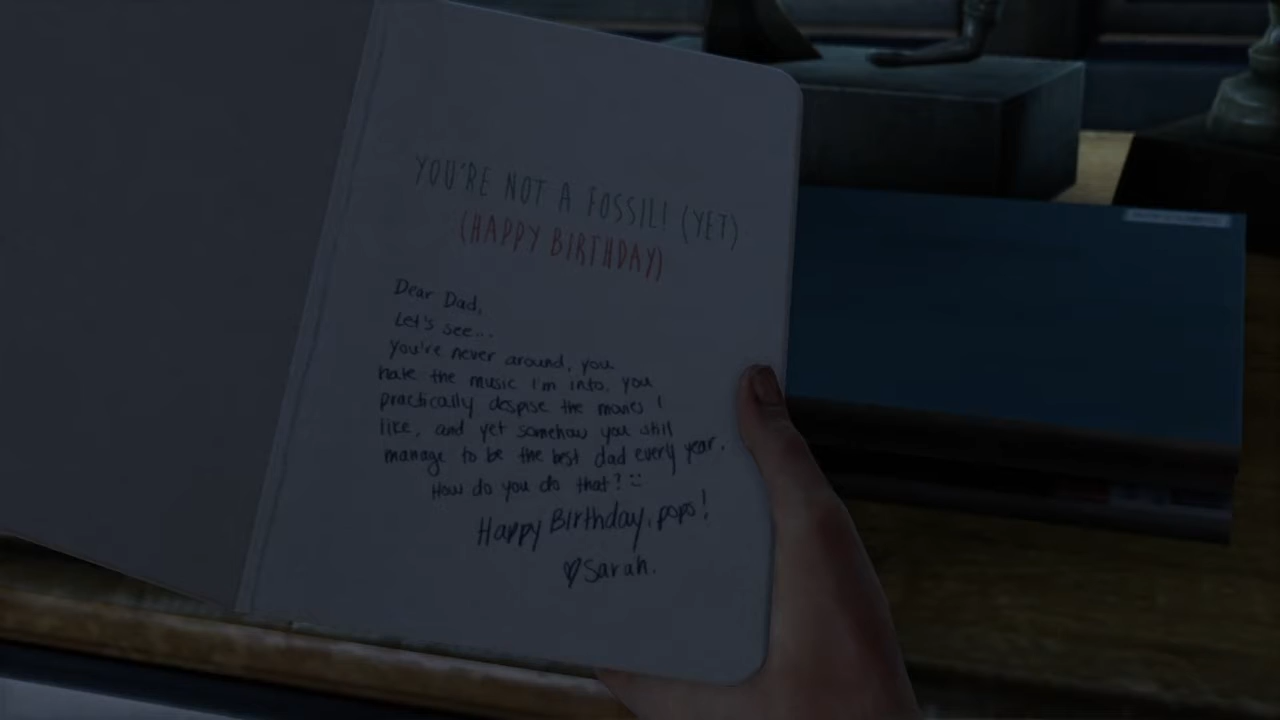 YOU'RE NOT A FOSSIL! (YET)
(HAPPY BIRTHDAY)
Dear Dad,
Let's see...
You're never around, you
hate the music I'm into, you
practically despise the movies I
like, and yet somehow you still
manage to be the best dad every year.
How do you do that? :)
Happy Birthday, pops!
♡Sarah.